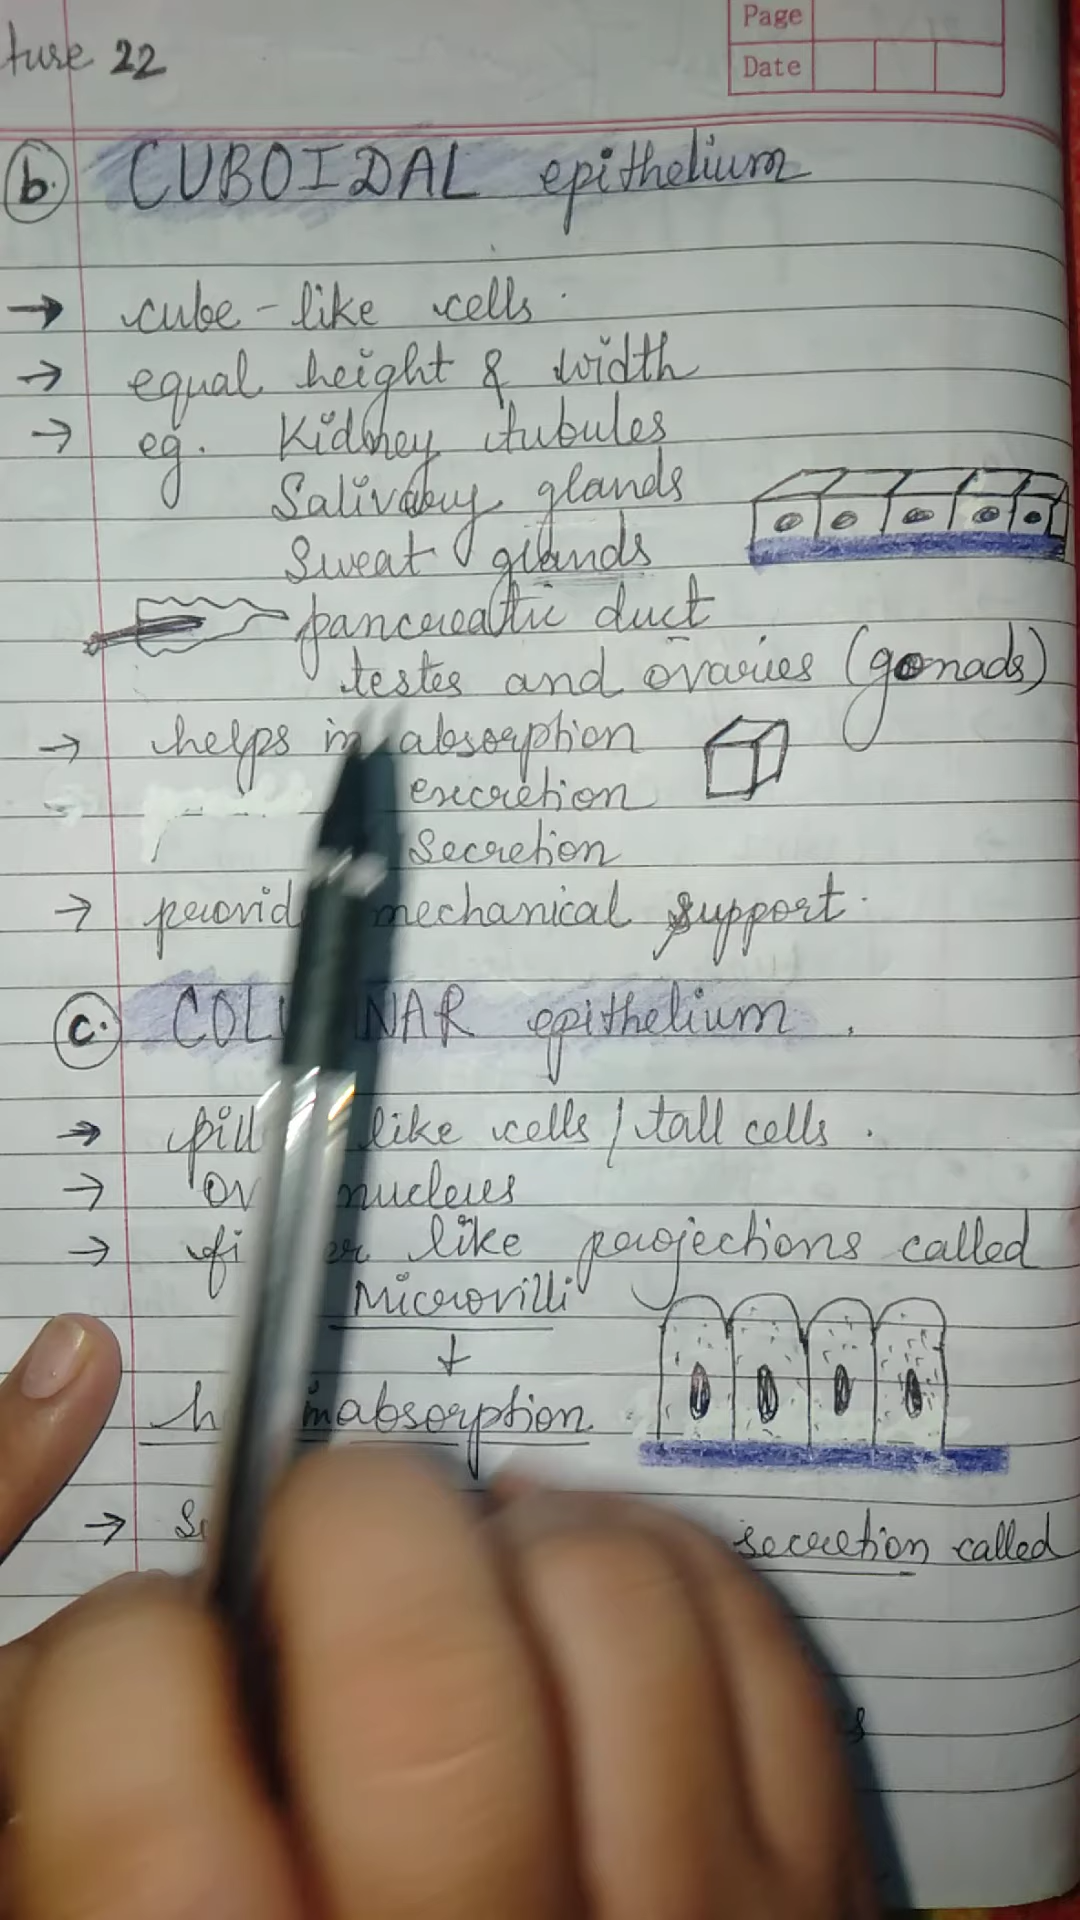 Page
ture 22
Date
b. CUBOIDAL epithelium
→ cube-like cells.
→ equal height & width
→ eg. Kidney tubules
Salivary glands
Sweat glands
pancreatic duct
testes and ovaries (gonads)
→ helps in absorption
excretion
Secretion
→ mechanical support.
c. epithelium
→ like cells / tall cells.
→ nucleus
→ like projections called
Microvilli
in absorption
→ secretion called